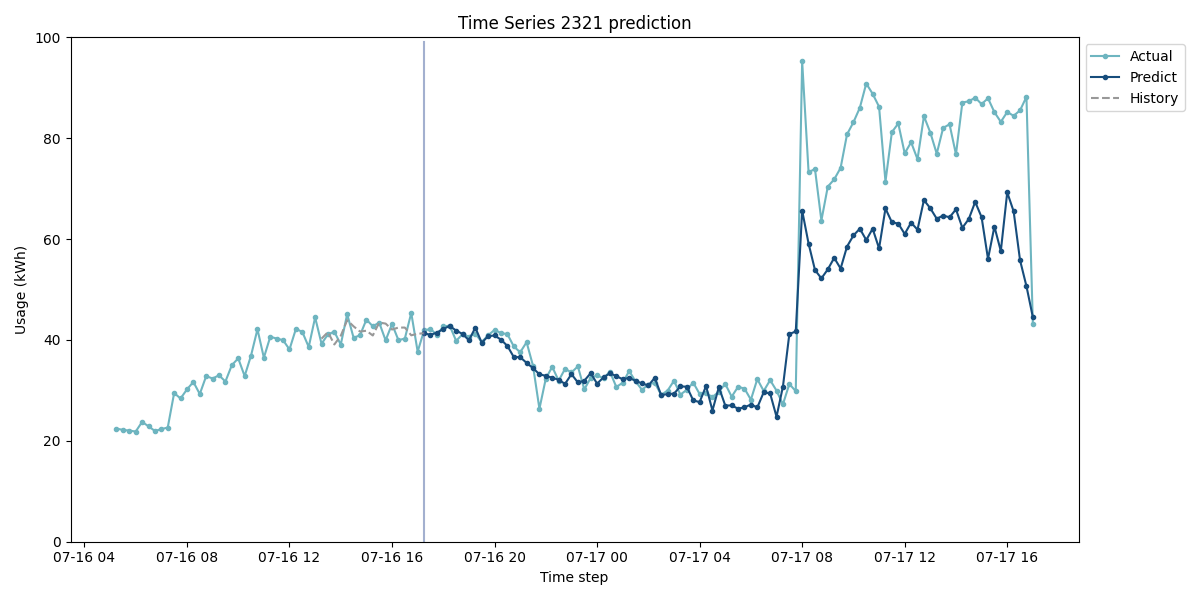 Time Series 2321 prediction
Usage (kWh)
100
80
60
40
20
0
07-16 04
07-16 08
07-16 12
07-16 16
07-16 20
07-17 00
07-17 04
07-17 08
07-17 12
07-17 16
Time step
Actual
Predict
History